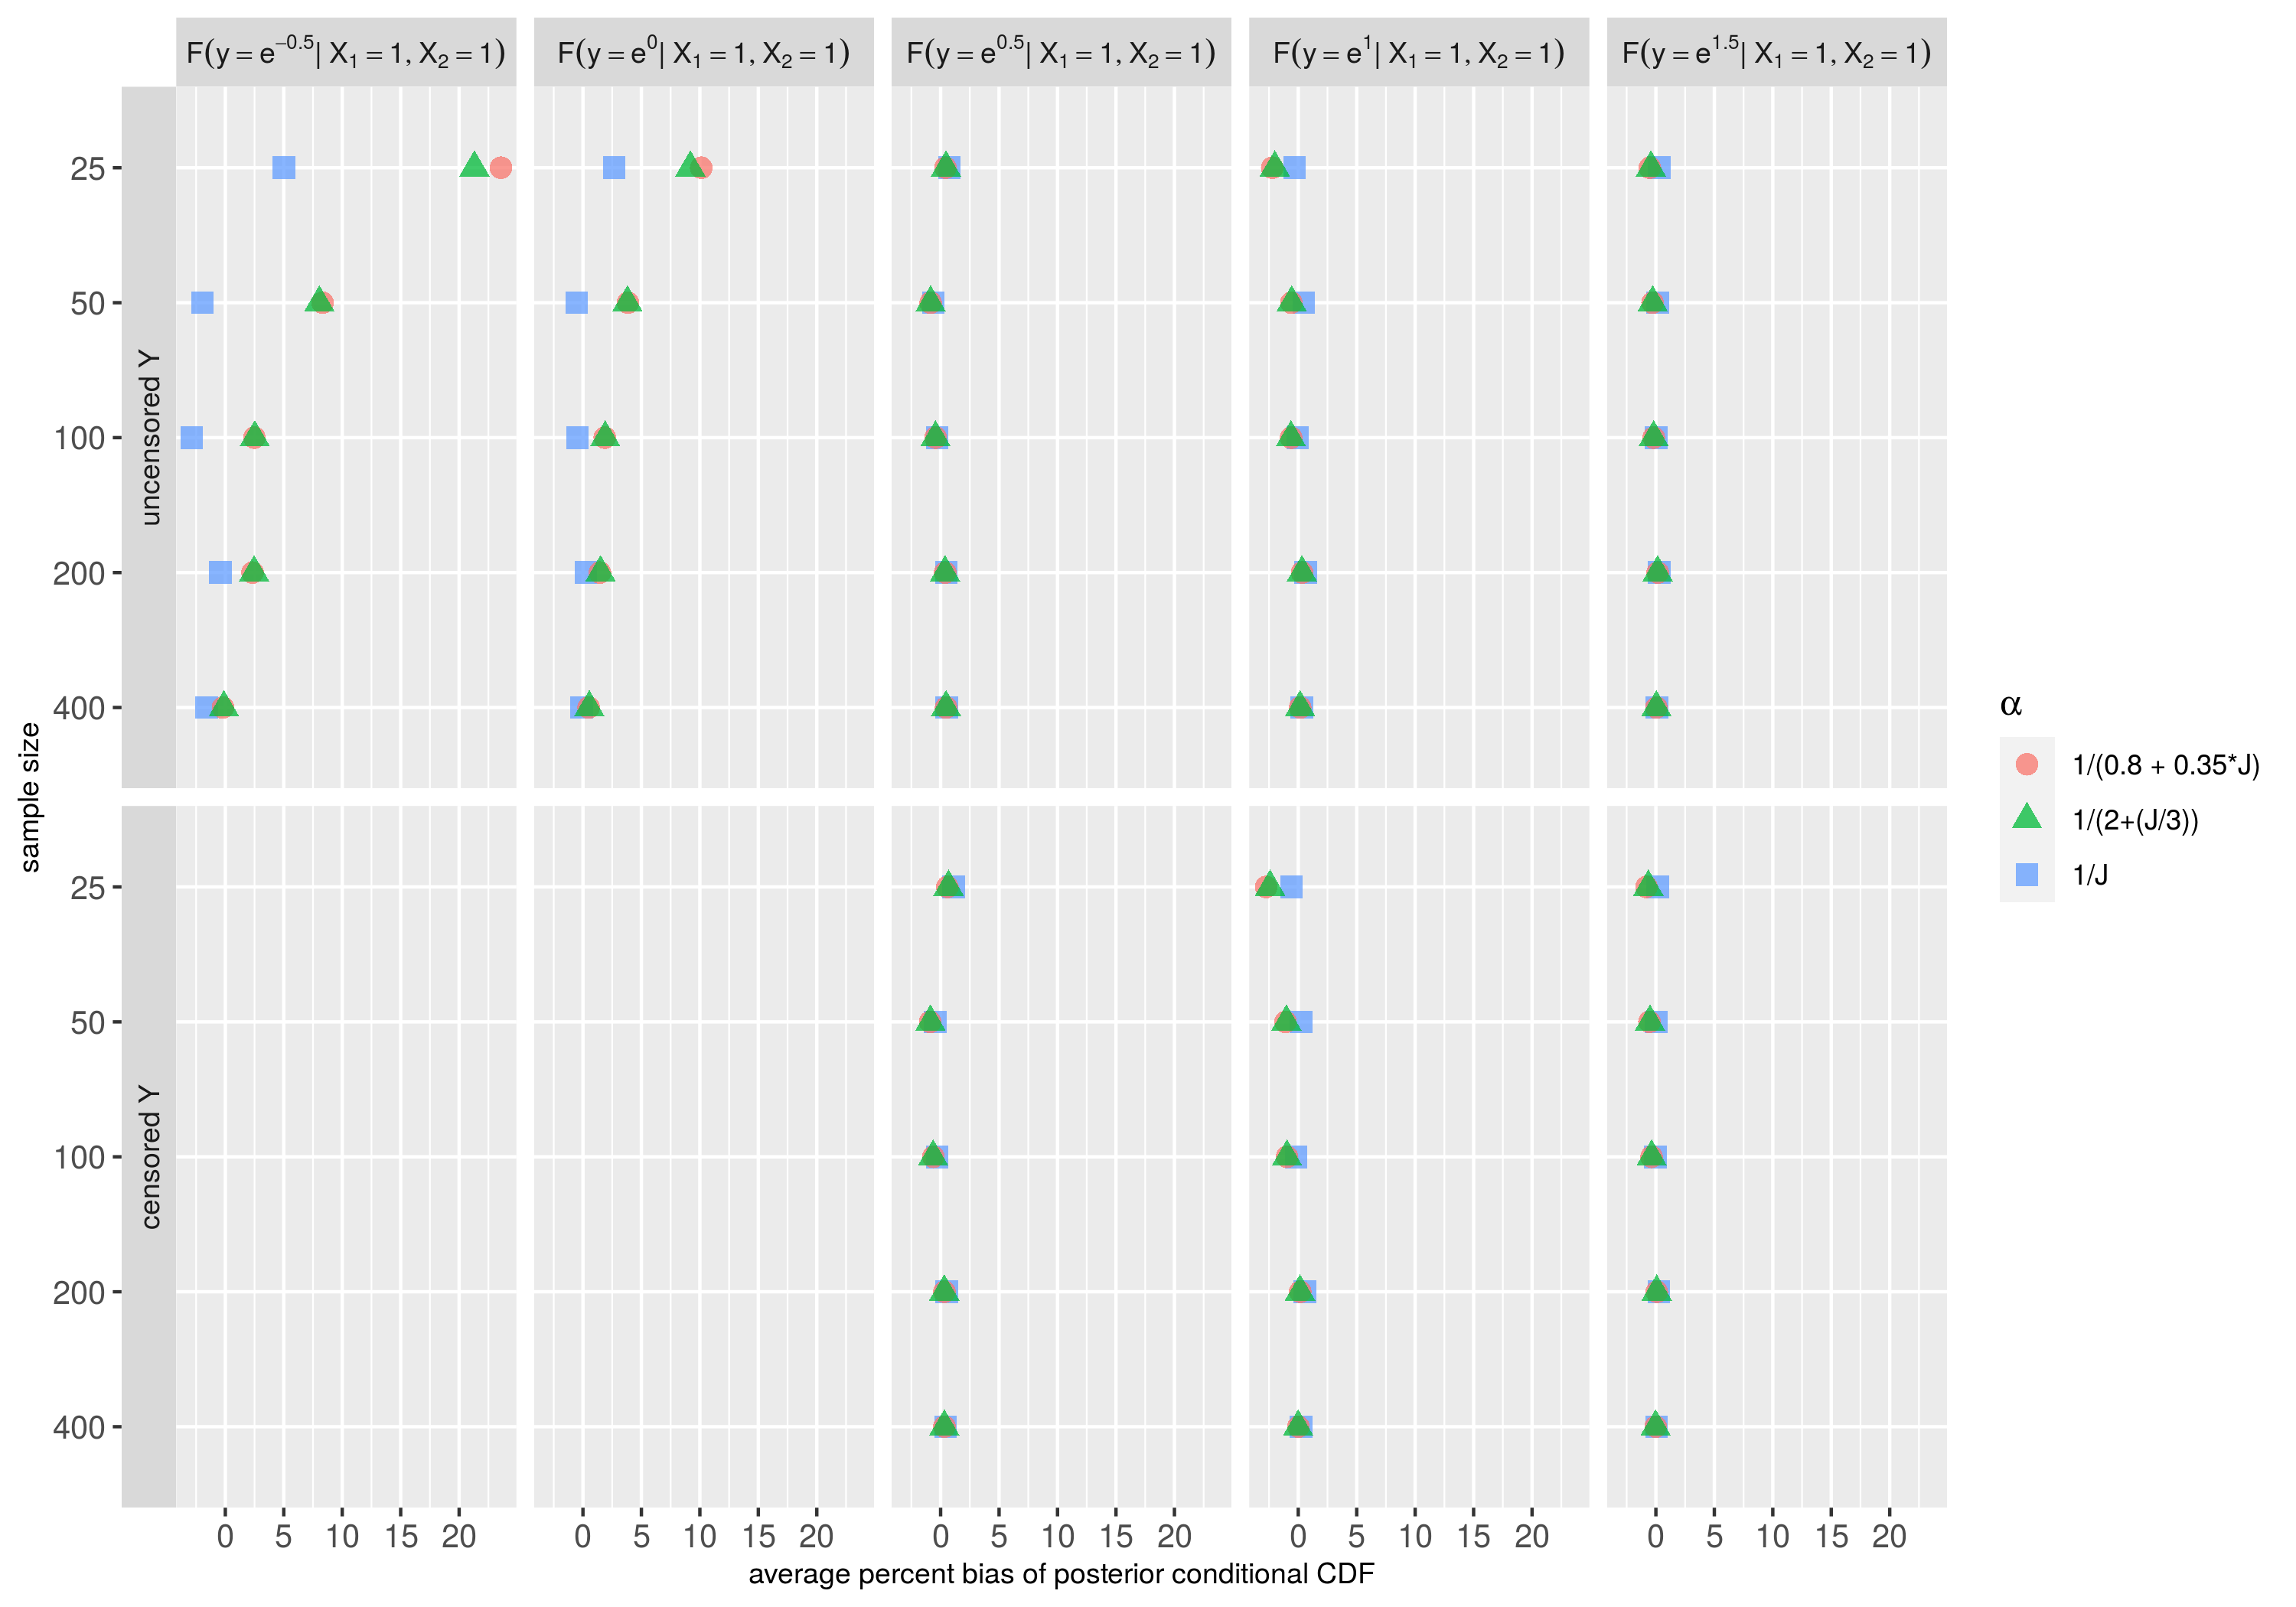 F(y = e^−0.5| X₁ = 1, X₂ = 1)
F(y = e^0| X₁ = 1, X₂ = 1)
F(y = e^0.5| X₁ = 1, X₂ = 1)
F(y = e^1| X₁ = 1, X₂ = 1)
F(y = e^1.5| X₁ = 1, X₂ = 1)
sample size
uncensored Y
25
50
100
200
400
censored Y
25
50
100
200
400
0 5 10 15 20
0 5 10 15 20
0 5 10 15 20
0 5 10 15 20
0 5 10 15 20
average percent bias of posterior conditional CDF
α
1/(0.8 + 0.35*J)
1/(2+(J/3))
1/J